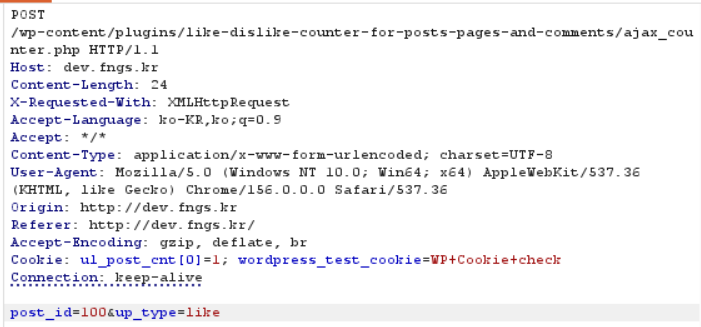 POST
/wp-content/plugins/like-dislike-counter-for-posts-pages-and-comments/ajax_cou
nter.php HTTP/1.1
Host: dev.fngs.kr
Content-Length: 24
X-Requested-With: XMLHttpRequest
Accept-Language: ko-KR,ko;q=0.9
Accept: */*
Content-Type: application/x-www-form-urlencoded; charset=UTF-8
User-Agent: Mozilla/5.0 (Windows NT 10.0; Win64; x64) AppleWebKit/537.36
(KHTML, like Gecko) Chrome/156.0.0.0 Safari/537.36
Origin: http://dev.fngs.kr
Referer: http://dev.fngs.kr/
Accept-Encoding: gzip, deflate, br
Cookie: ul_post_cnt[0]=1; wordpress_test_cookie=WP+Cookie+check
Connection: keep-alive
post_id=100&up_type=like